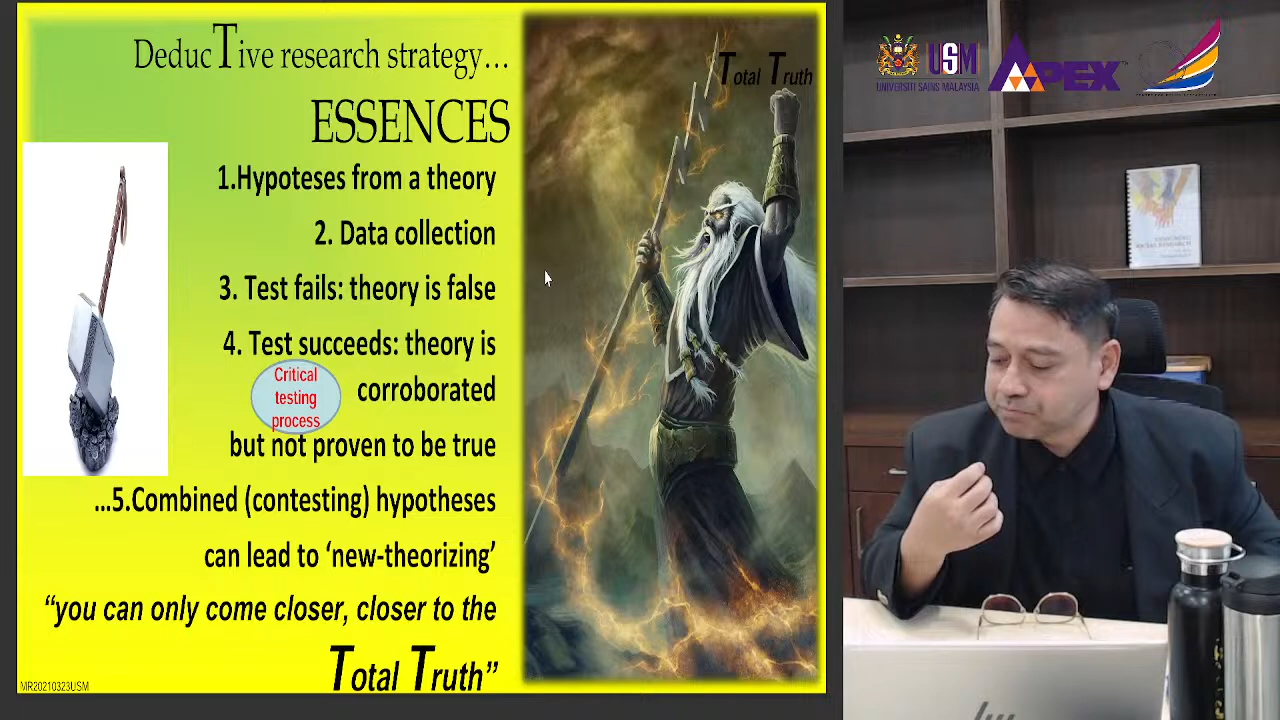 DeducTive research strategy...
ESSENCES
1.Hypoteses from a theory
2. Data collection
3. Test fails: theory is false
4. Test succeeds: theory is
corroborated
Critical
testing
process
but not proven to be true
...5.Combined (contesting) hypotheses
can lead to ‘new-theorizing’
“you can only come closer, closer to the
Total Truth”
MR20210323USM
Total Truth
USM
UNIVERSITI SAINS MALAYSIA
APEX
hp